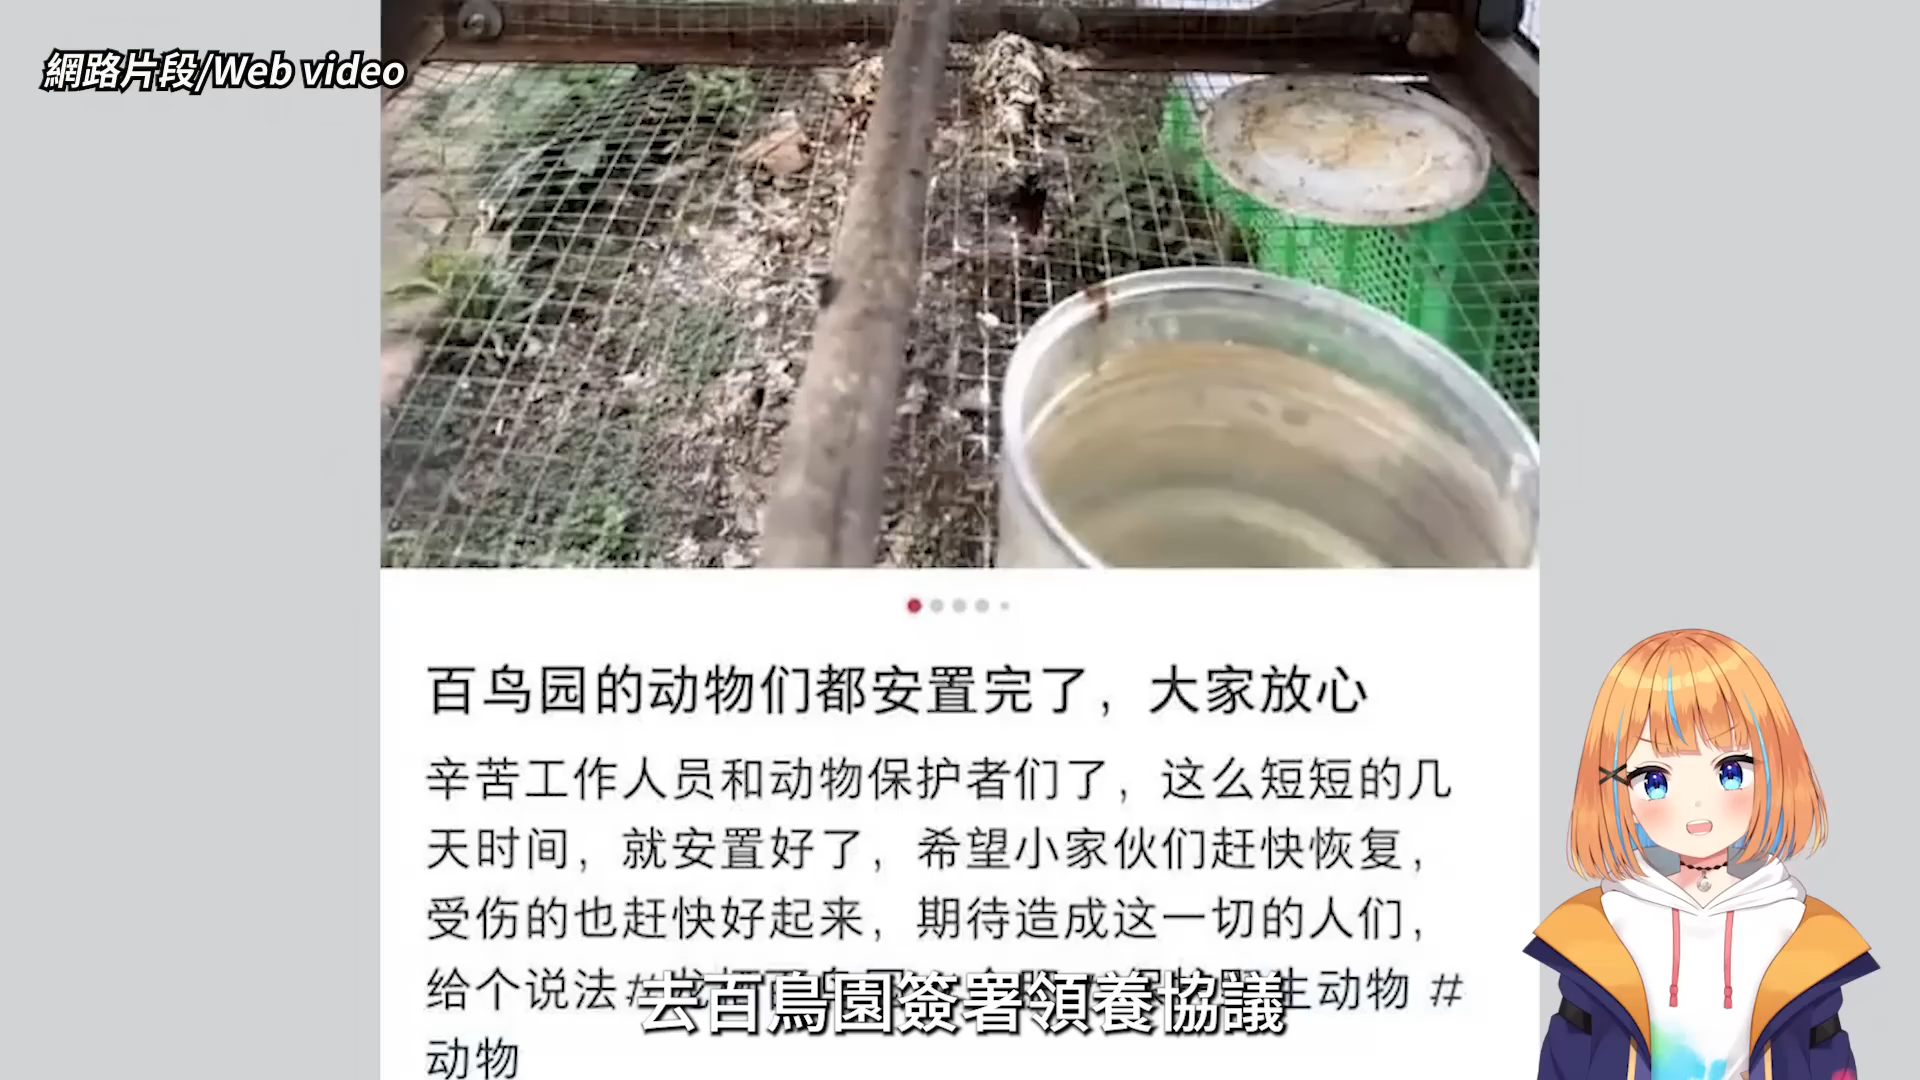 網路片段/Web video
百鸟园的动物们都安置完了，大家放心
辛苦工作人员和动物保护者们了，这么短短的几
天时间，就安置好了，希望小家伙们赶快恢复，
受伤的也赶快好起来，期待造成这一切的人们，
给个说法# 生动物 #
去百鳥園簽署領養協議
动物